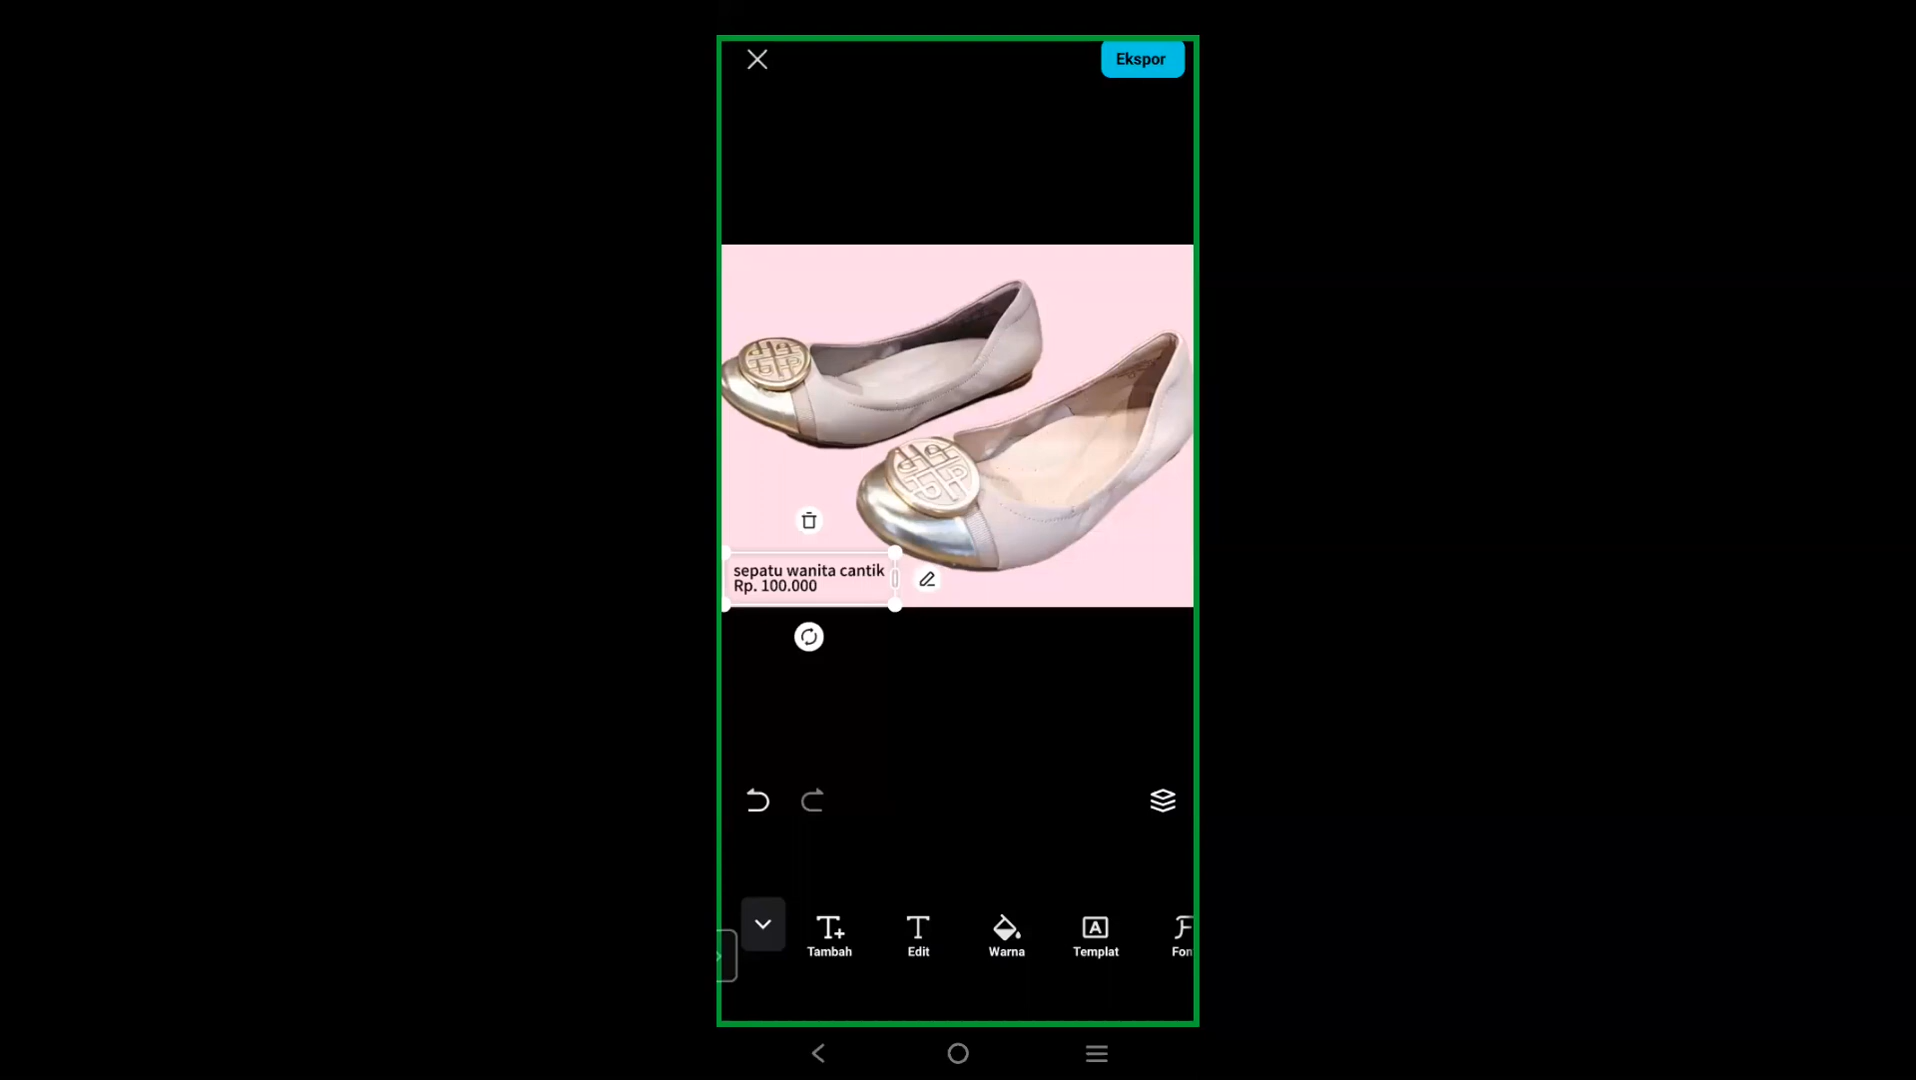 Ekspor
sepatu wanita cantik
Rp. 100.000
Tambah
Edit
Warna
Templat
Fon